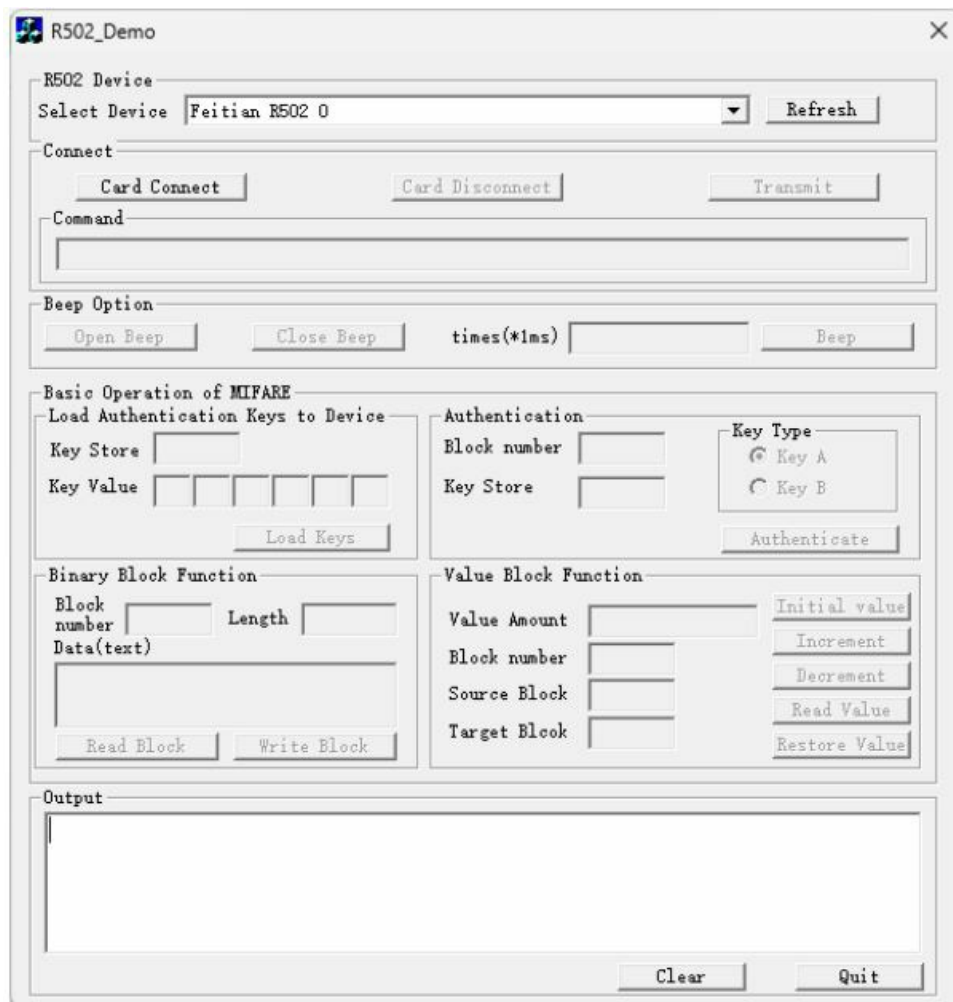 R502_Demo
R502 Device
Select Device Feitian R502 0 Refresh
Connect
Card Connect Card Disconnect Transmit
Command
Beep Option
Open Beep Close Beep times(*1ms) Beep
Basic Operation of MIFARE
Load Authentication Keys to Device
Key Store
Key Value
Load Keys
Authentication
Block number
Key Store
Key Type
Key A
Key B
Authenticate
Binary Block Function
Block
number
Length
Data(text)
Read Block Write Block
Value Block Function
Value Amount
Block number
Source Block
Target Blcok
Initial value
Increment
Decrement
Read Value
Restore Value
Output
Clear Quit